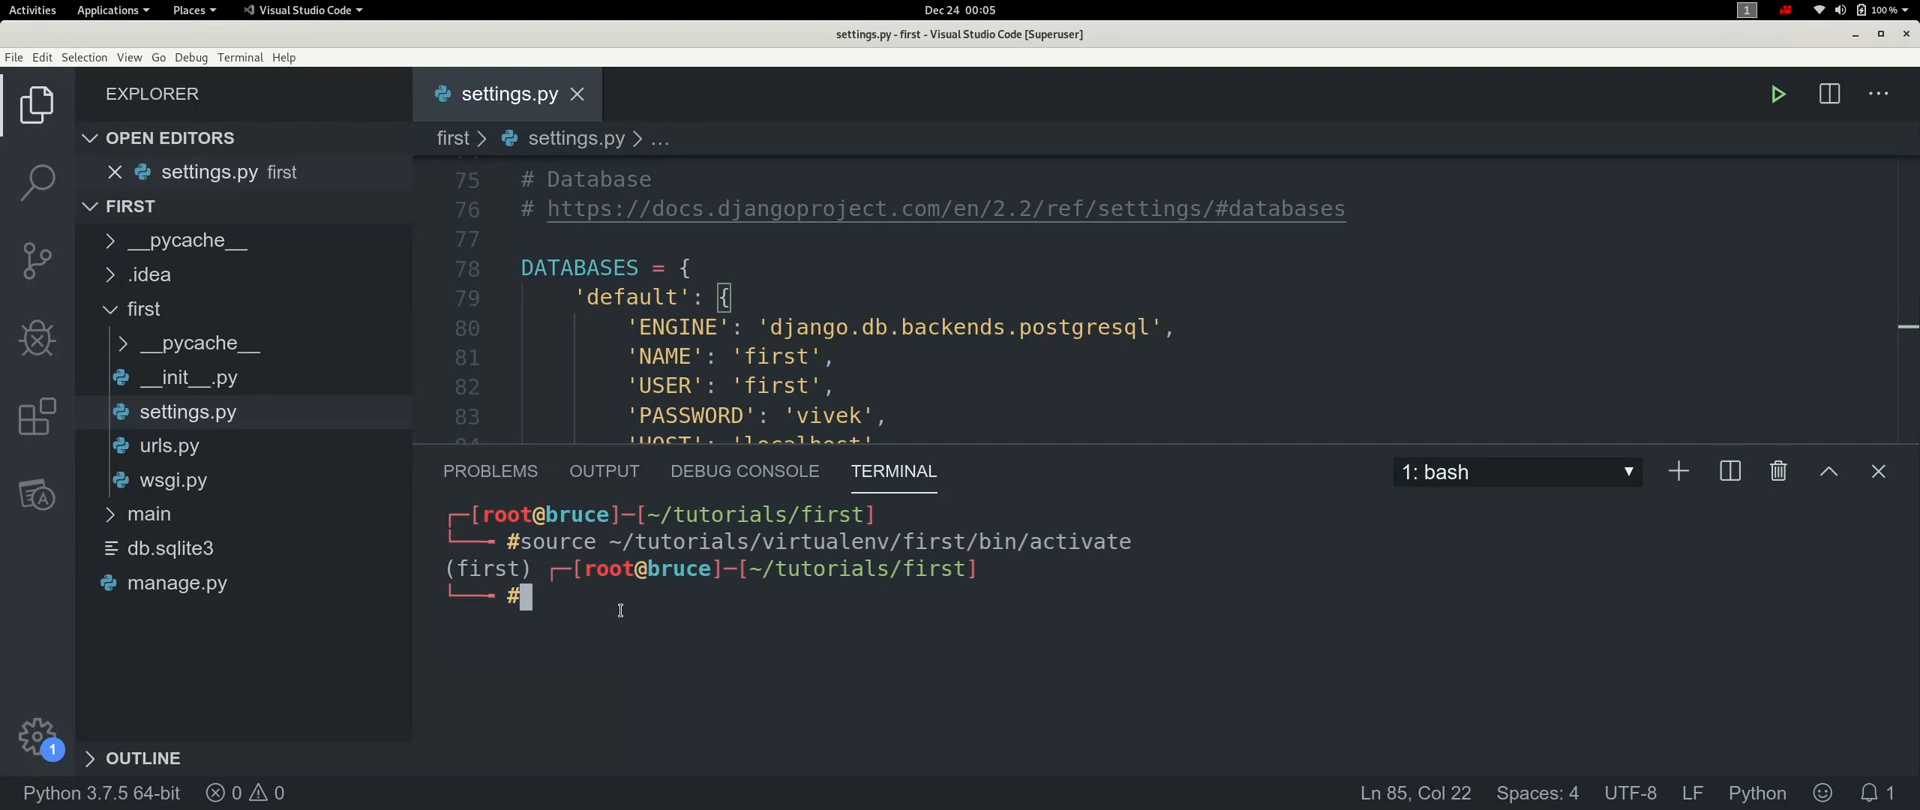 Activities Applications Places Visual Studio Code Dec 24 00:05 1 100 %
settings.py - first - Visual Studio Code [Superuser]
File Edit Selection View Go Debug Terminal Help
EXPLORER
OPEN EDITORS
settings.py first
FIRST
__pycache__
.idea
first
__pycache__
__init__.py
settings.py
urls.py
wsgi.py
main
db.sqlite3
manage.py
OUTLINE
1
settings.py
first > settings.py > ...
75 # Database
76 # https://docs.djangoproject.com/en/2.2/ref/settings/#databases
77
78 DATABASES = {
79 'default': {
80 'ENGINE': 'django.db.backends.postgresql',
81 'NAME': 'first',
82 'USER': 'first',
83 'PASSWORD': 'vivek',
84 'HOST': 'localhost'
PROBLEMS OUTPUT DEBUG CONSOLE TERMINAL 1: bash
┌─[root@bruce]─[~/tutorials/first]
└──╼ #source ~/tutorials/virtualenv/first/bin/activate
(first) ┌─[root@bruce]─[~/tutorials/first]
└──╼ #
Python 3.7.5 64-bit 0 0 Ln 85, Col 22 Spaces: 4 UTF-8 LF Python 1